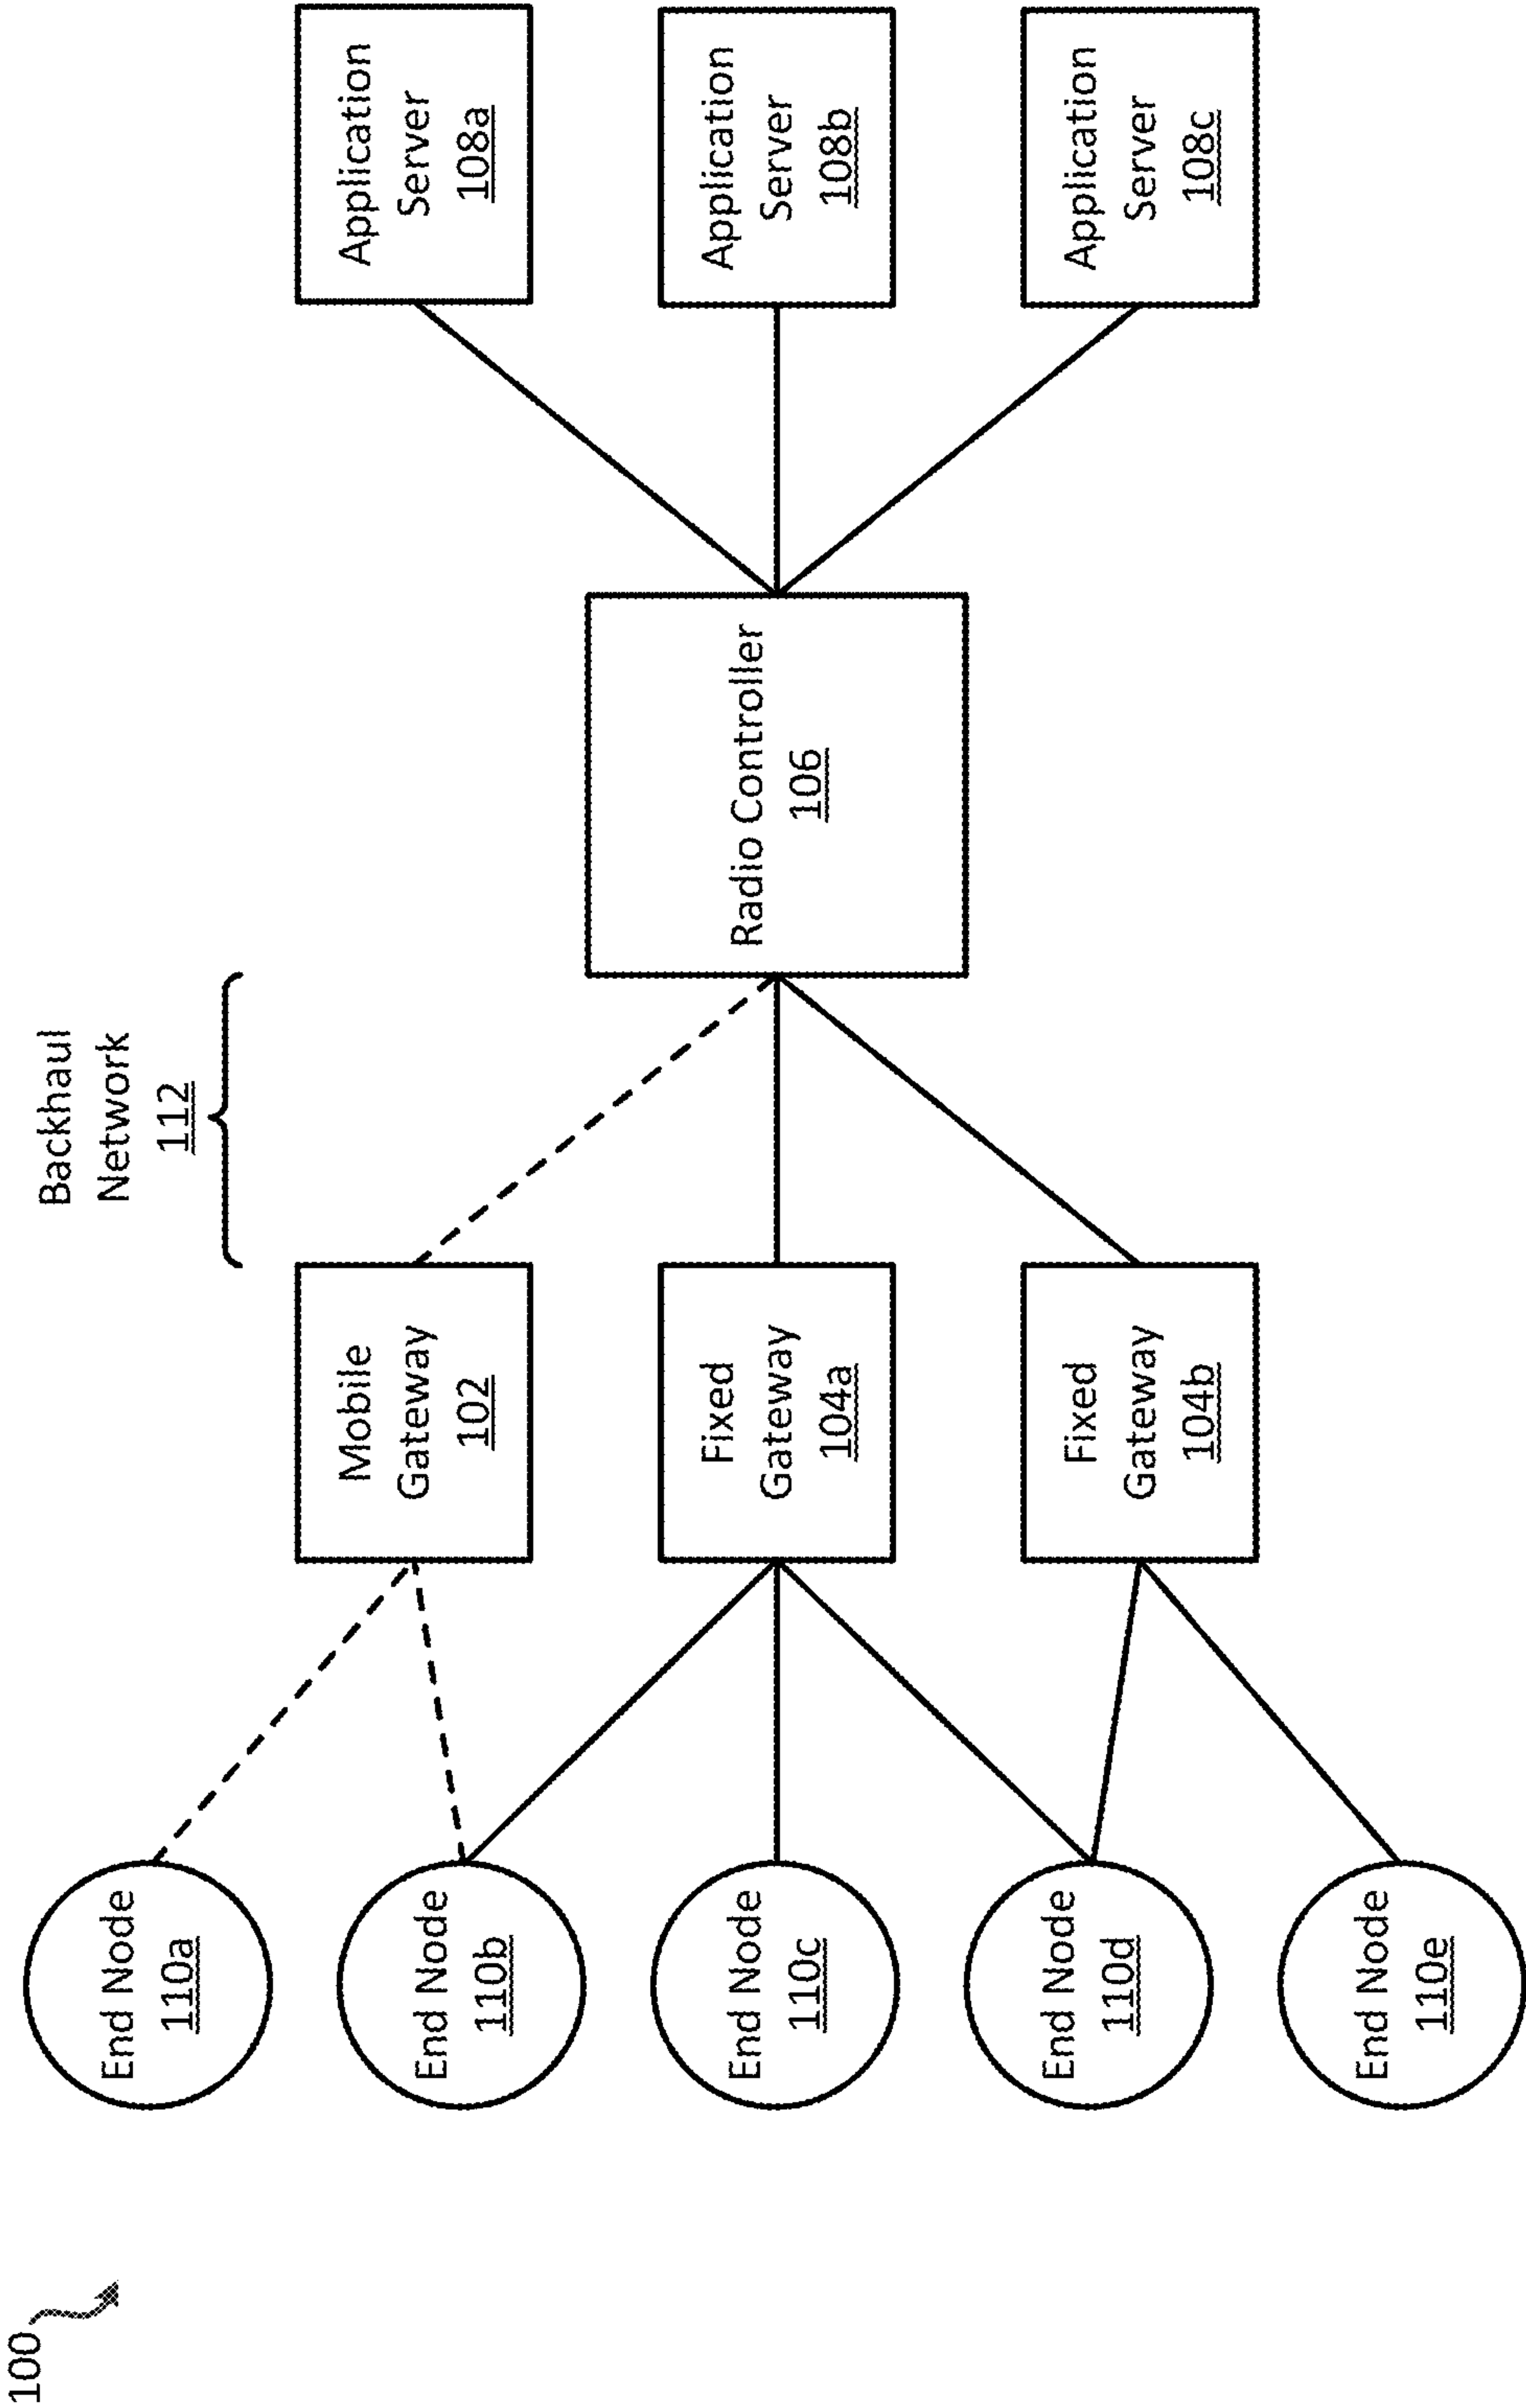 100
Backhaul
Network
112
End Node
110a
End Node
110b
End Node
110c
End Node
110d
End Node
110e
Mobile
Gateway
102
Fixed
Gateway
104a
Fixed
Gateway
104b
Radio Controller
106
Application
Server
108a
Application
Server
108b
Application
Server
108c